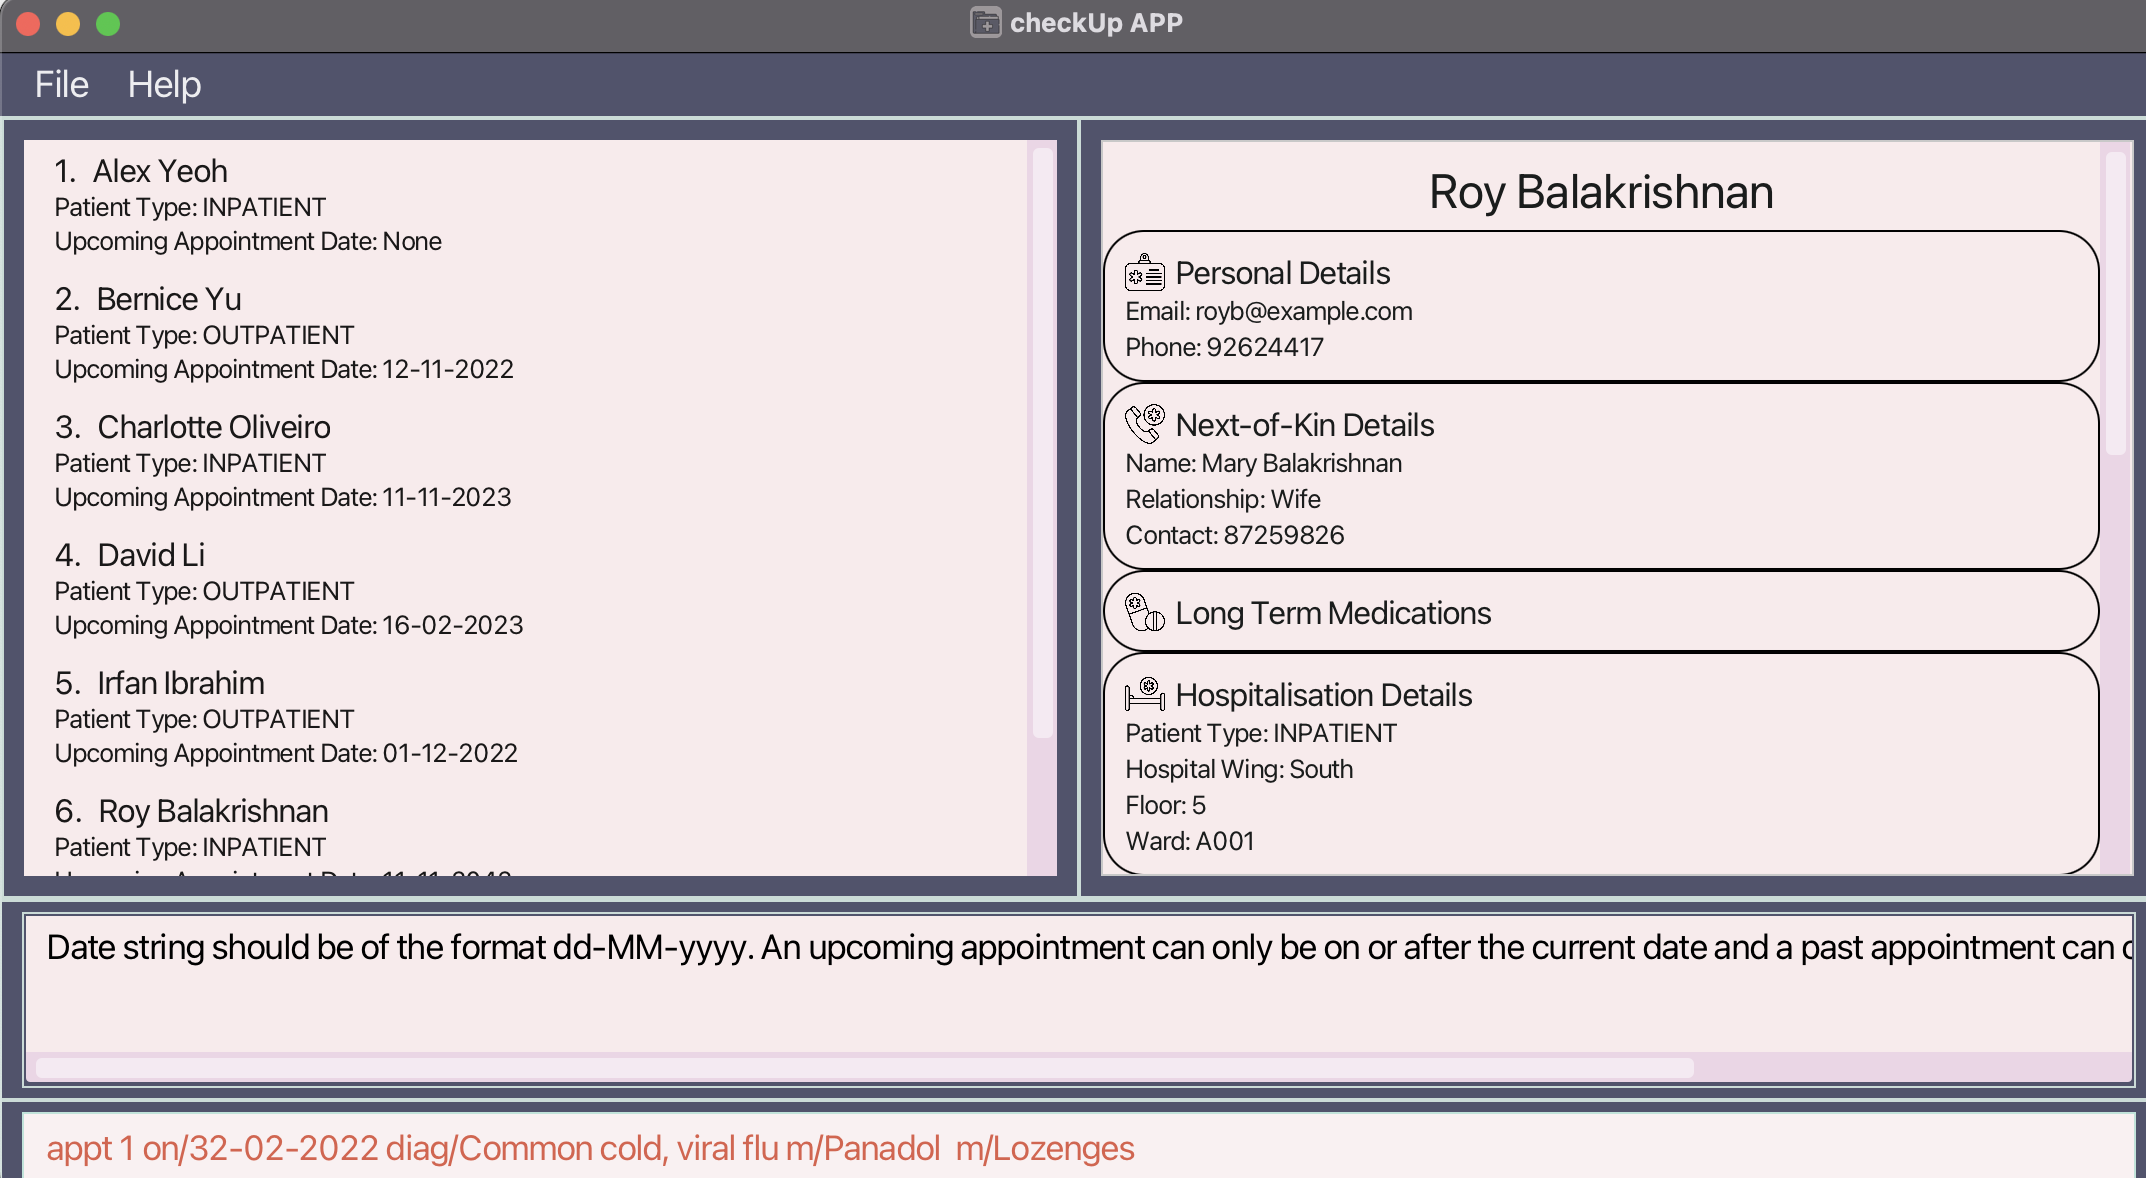 checkUp APP
File Help
1. Alex Yeoh
Patient Type: INPATIENT
Upcoming Appointment Date: None
2. Bernice Yu
Patient Type: OUTPATIENT
Upcoming Appointment Date: 12-11-2022
3. Charlotte Oliveiro
Patient Type: INPATIENT
Upcoming Appointment Date: 11-11-2023
4. David Li
Patient Type: OUTPATIENT
Upcoming Appointment Date: 16-02-2023
5. Irfan Ibrahim
Patient Type: OUTPATIENT
Upcoming Appointment Date: 01-12-2022
6. Roy Balakrishnan
Patient Type: INPATIENT
Roy Balakrishnan
Personal Details
Email: royb@example.com
Phone: 92624417
Next-of-Kin Details
Name: Mary Balakrishnan
Relationship: Wife
Contact: 87259826
Long Term Medications
Hospitalisation Details
Patient Type: INPATIENT
Hospital Wing: South
Floor: 5
Ward: A001
Date string should be of the format dd-MM-yyyy. An upcoming appointment can only be on or after the current date and a past appointment can
appt 1 on/32-02-2022 diag/Common cold, viral flu m/Panadol  m/Lozenges